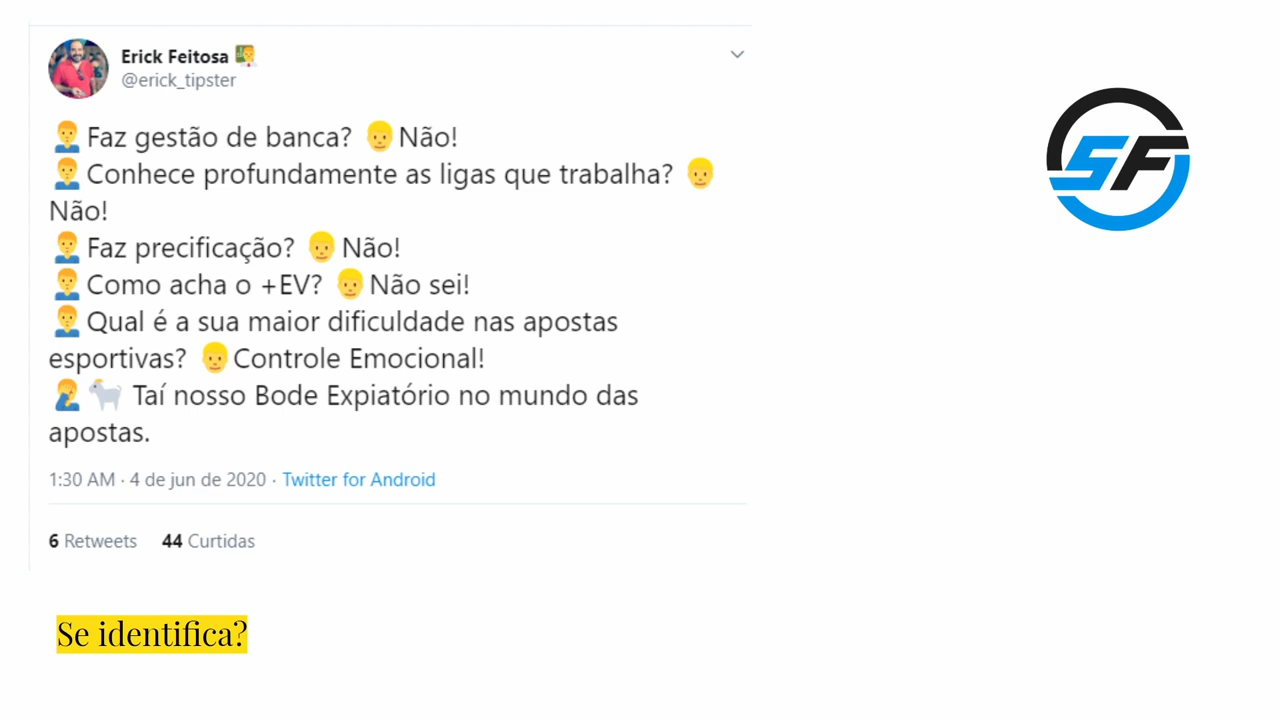 Erick Feitosa
@erick_tipster
Faz gestão de banca? Não!
Conhece profundamente as ligas que trabalha?
Não!
Faz precificação? Não!
Como acha o +EV? Não sei!
Qual é a sua maior dificuldade nas apostas
esportivas? Controle Emocional!
Taí nosso Bode Expiatório no mundo das
apostas.
1:30 AM · 4 de jun de 2020 · Twitter for Android
6 Retweets 44 Curtidas
Se identifica?
SF